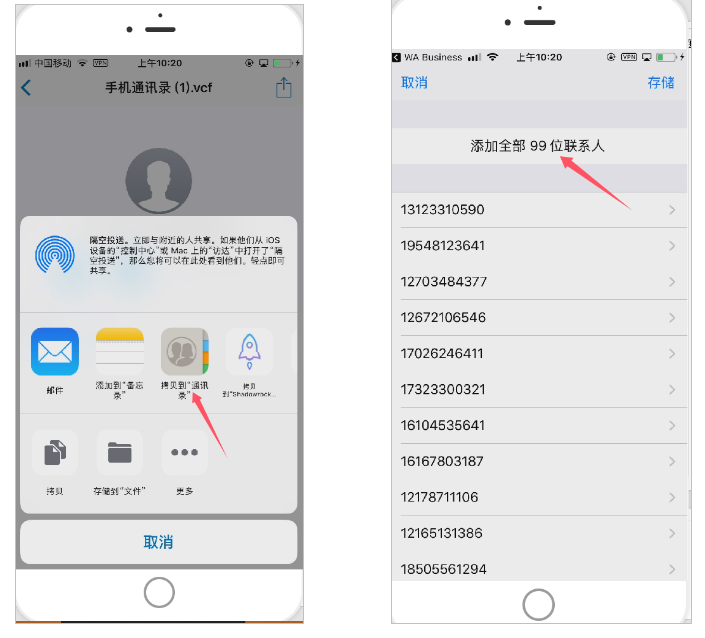 中国移动 VPN 上午10:20
手机通讯录 (1).vcf
隔空投送。立即与附近的人共享。如果他们从 iOS
设备的“控制中心”或 Mac 上的“访达”中打开了“隔
空投送”，那么您将可以在此处看到他们。轻点即可
共享。
邮件
添加到“备忘
录”
拷贝到“通讯
录”
拷贝
到“Shadowrock...
拷贝
存储到“文件”
更多
取消
WA Business 上午10:20 VPN
取消 存储
添加全部 99 位联系人
13123310590
19548123641
12703484377
12672106546
17026246411
17323300321
16104535641
16167803187
12178711106
12165131386
18505561294